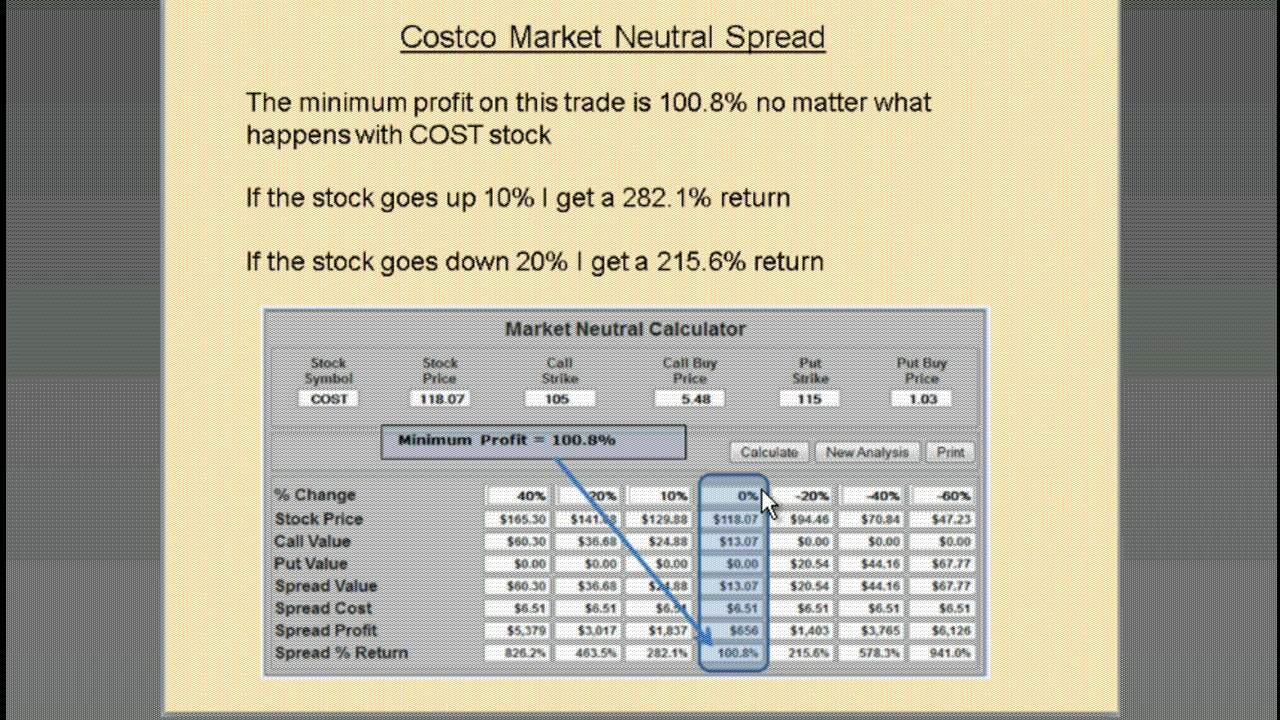 Costco Market Neutral Spread
The minimum profit on this trade is 100.8% no matter what
happens with COST stock
If the stock goes up 10% I get a 282.1% return
If the stock goes down 20% I get a 215.6% return
Market Neutral Calculator
Stock Symbol Stock Price Call Strike Call Buy Price Put Strike Put Buy Price
COST 118.07 105 5.48 115 1.03
Minimum Profit = 100.8%
Calculate New Analysis Print
% Change 40% 20% 10% 0% -20% -40% -60%
Stock Price $165.30 $129.88 $118.07 $94.46 $70.84 $47.23
Call Value $60.30 $36.68 $24.88 $13.07 $0.00 $0.00 $0.00
Put Value $0.00 $0.00 $0.00 $0.00 $20.54 $44.16 $67.77
Spread Value $60.30 $36.68 $24.88 $13.07 $20.54 $44.16 $67.77
Spread Cost $6.51 $6.51 $6.51 $6.51 $6.51 $6.51 $6.51
Spread Profit $5,379 $3,017 $1,837 $656 $1,403 $3,765 $6,126
Spread % Return 826.2% 463.5% 282.1% 100.8% 215.6% 578.3% 941.0%